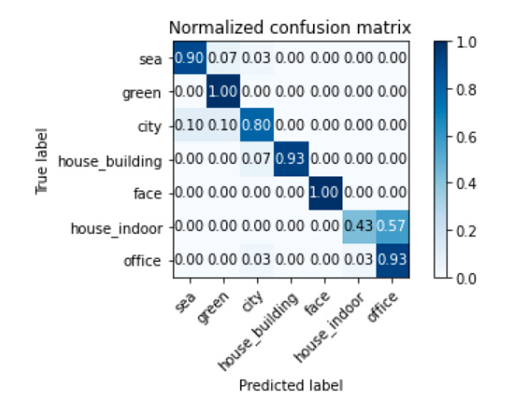 Normalized confusion matrix
sea 0.90 0.07 0.03 0.00 0.00 0.00 0.00
green 0.00 1.00 0.00 0.00 0.00 0.00 0.00
city 0.10 0.10 0.80 0.00 0.00 0.00 0.00
house_building 0.00 0.00 0.07 0.93 0.00 0.00 0.00
face 0.00 0.00 0.00 0.00 1.00 0.00 0.00
house_indoor 0.00 0.00 0.00 0.00 0.00 0.43 0.57
office 0.00 0.00 0.03 0.00 0.00 0.03 0.93
True label
sea
green
city
house_building
face
house_indoor
office
Predicted label
1.0
0.8
0.6
0.4
0.2
0.0